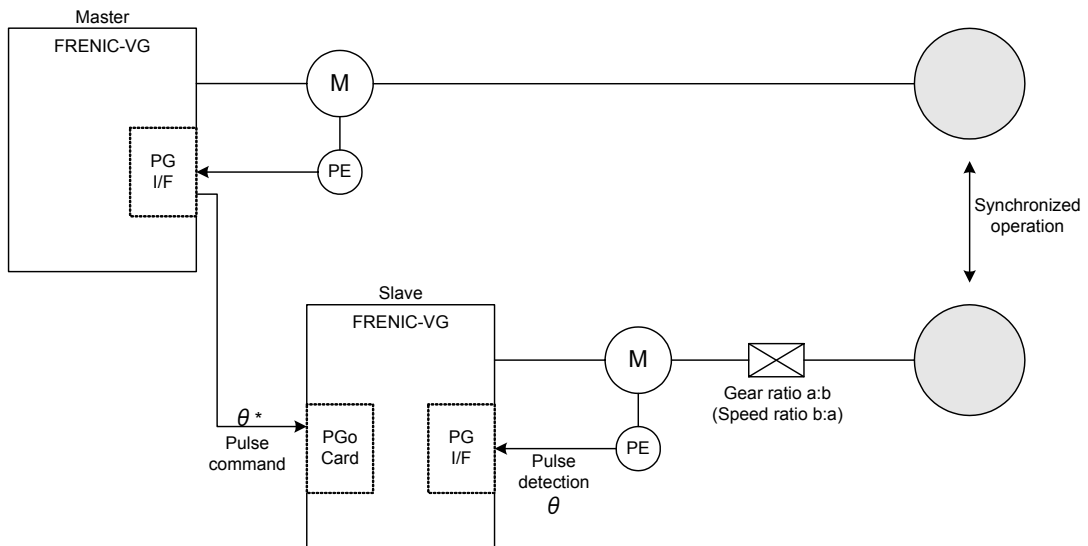 Master
FRENIC-VG
M
PG
I/F
PE
Synchronized
operation
Slave
FRENIC-VG
M
Gear ratio a:b
(Speed ratio b:a)
θ *
Pulse
command
PGo
Card
PG
I/F
PE
Pulse
detection
θ